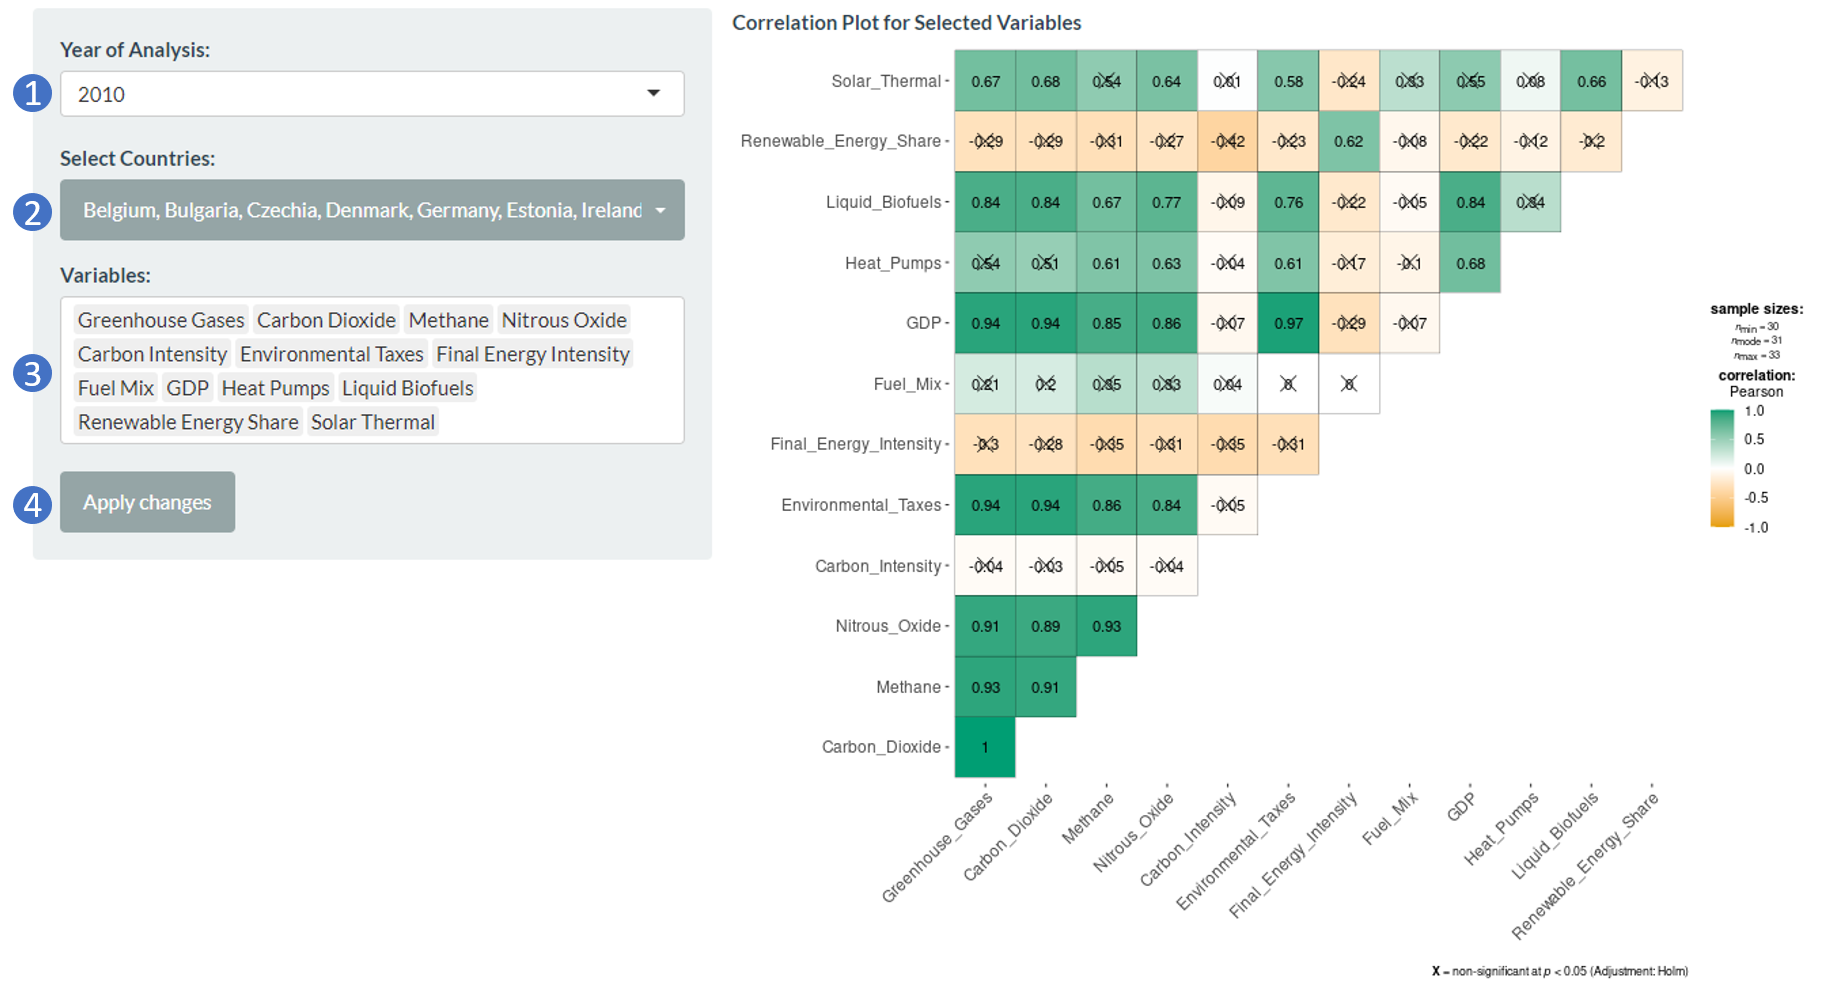 Year of Analysis:
1
2010
Select Countries:
2
Belgium, Bulgaria, Czechia, Denmark, Germany, Estonia, Ireland
Variables:
3
Greenhouse Gases Carbon Dioxide Methane Nitrous Oxide
Carbon Intensity Environmental Taxes Final Energy Intensity
Fuel Mix GDP Heat Pumps Liquid Biofuels
Renewable Energy Share Solar Thermal
4
Apply changes
Correlation Plot for Selected Variables
Solar_Thermal 0.67 0.68 0.54 0.64 0.01 0.58 -0.24 0.33 0.55 0.08 0.66 -0.13
Renewable_Energy_Share -0.29 -0.29 -0.31 -0.27 -0.42 -0.23 0.62 -0.08 -0.22 -0.12 -0.2
Liquid_Biofuels 0.84 0.84 0.67 0.77 -0.09 0.76 -0.22 -0.05 0.84 0.34
Heat_Pumps 0.54 0.51 0.61 0.63 -0.04 0.61 -0.17 -0.1 0.68
GDP 0.94 0.94 0.85 0.86 -0.07 0.97 -0.29 -0.07
Fuel_Mix 0.21 0.2 0.35 0.33 0.04 0 0
Final_Energy_Intensity -0.3 -0.28 -0.35 -0.31 -0.35 -0.31
Environmental_Taxes 0.94 0.94 0.86 0.84 -0.05
Carbon_Intensity -0.04 -0.03 -0.05 -0.04
Nitrous_Oxide 0.91 0.89 0.93
Methane 0.93 0.91
Carbon_Dioxide 1
Greenhouse_Gases
Carbon_Dioxide
Methane
Nitrous_Oxide
Carbon_Intensity
Environmental_Taxes
Final_Energy_Intensity
Fuel_Mix
GDP
Heat_Pumps
Liquid_Biofuels
Renewable_Energy_Share
sample sizes:
nmin = 30
nmode = 31
nmax = 33
correlation:
Pearson
1.0
0.5
0.0
-0.5
-1.0
X = non-significant at p < 0.05 (Adjustment: Holm)